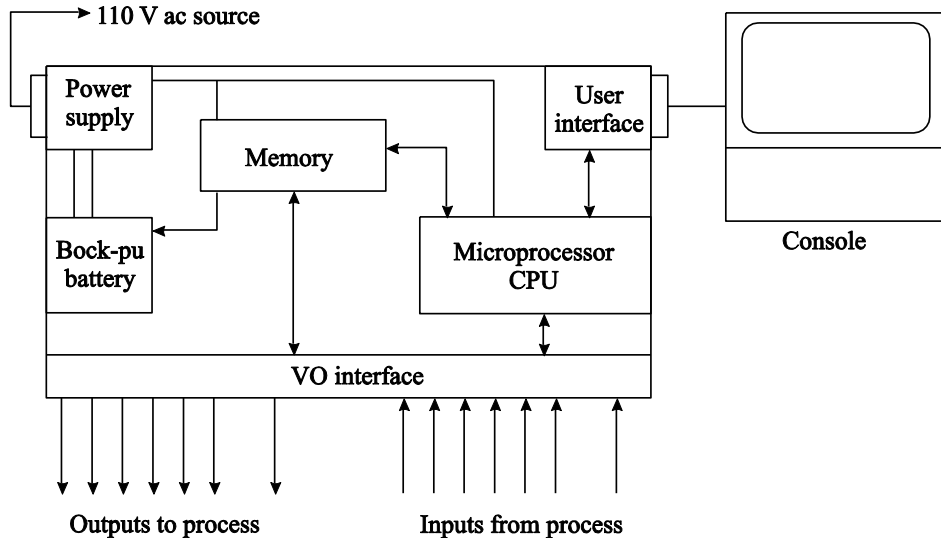 110 V ac source
Power
supply
User
interface
Memory
Console
Bock-pu
battery
Microprocessor
CPU
VO interface
Outputs to process
Inputs from process